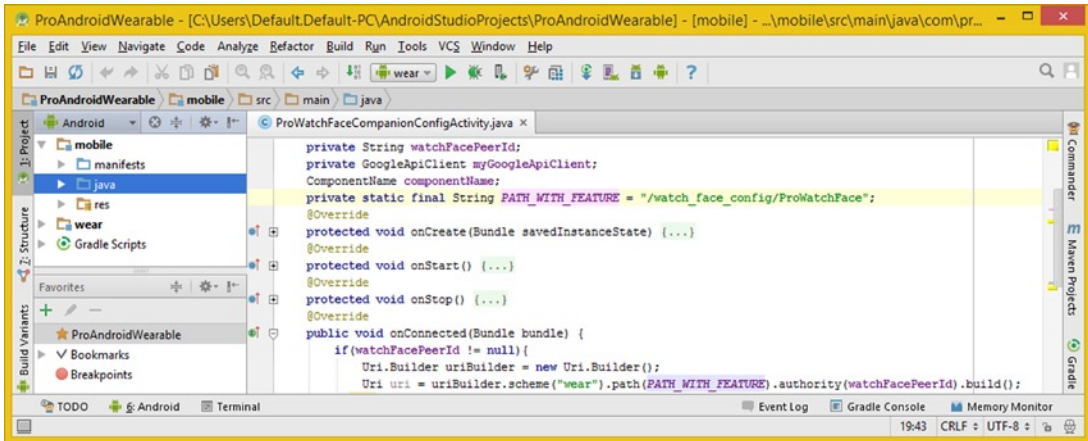 ProAndroidWearable - [C:\Users\Default.Default-PC\AndroidStudioProjects\ProAndroidWearable] - [mobile] - ...\mobile\src\main\java\com\pr...
File Edit View Navigate Code Analyze Refactor Build Run Tools VCS Window Help
wear
ProAndroidWearable mobile src main java
Android
ProWatchFaceCompanionConfigActivity.java
1: Project
7: Structure
Build Variants
mobile
manifests
java
res
wear
Gradle Scripts
Favorites
ProAndroidWearable
Bookmarks
Breakpoints
private String watchFacePeerId;
private GoogleApiClient myGoogleApiClient;
ComponentName componentName;
private static final String PATH_WITH_FEATURE = "/watch_face_config/ProWatchFace";
@Override
protected void onCreate(Bundle savedInstanceState) {...}
@Override
protected void onStart() {...}
@Override
protected void onStop() {...}
@Override
public void onConnected(Bundle bundle) {
if(watchFacePeerId != null){
Uri.Builder uriBuilder = new Uri.Builder();
Uri uri = uriBuilder.scheme("wear").path(PATH_WITH_FEATURE).authority(watchFacePeerId).build();
Commander
Maven Projects
Gradle
TODO 6: Android Terminal Event Log Gradle Console Memory Monitor
19:43 CRLF UTF-8